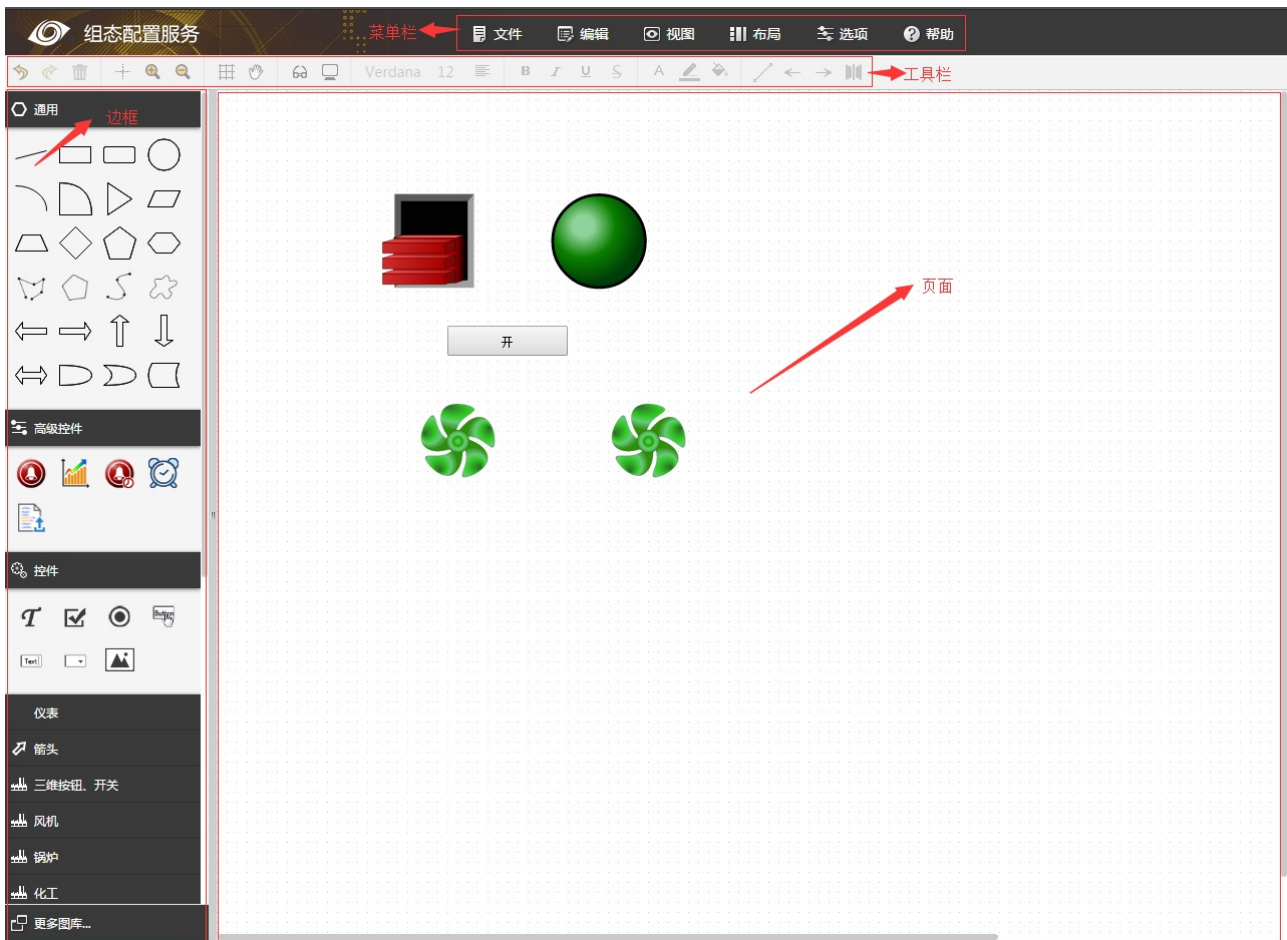 组态配置服务
菜单栏
文件
编辑
视图
布局
选项
帮助
Verdana 12
B I U S A
工具栏
通用
边框
页面
开
高级控件
控件
T
Button
Text
仪表
箭头
三维按钮、开关
风机
锅炉
化工
更多图库...